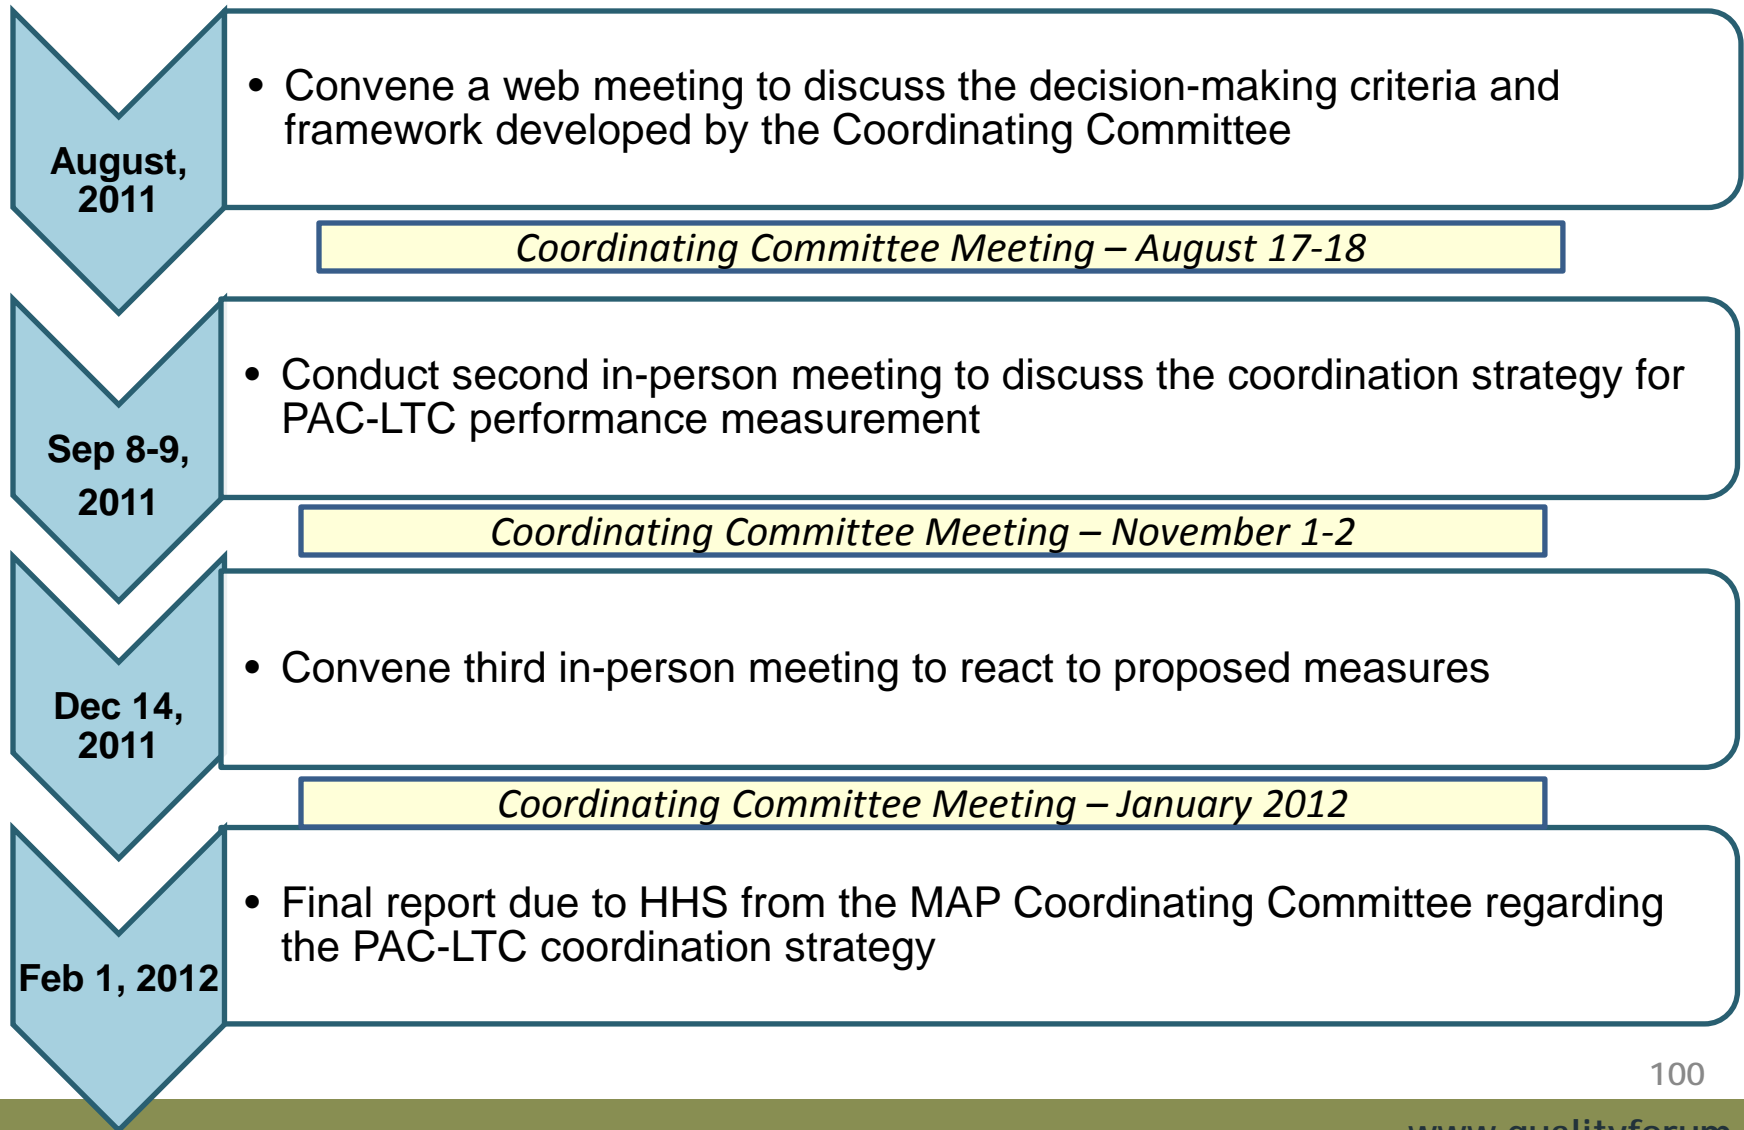 August,
2011
• Convene a web meeting to discuss the decision-making criteria and
framework developed by the Coordinating Committee
Coordinating Committee Meeting – August 17-18
Sep 8-9,
2011
• Conduct second in-person meeting to discuss the coordination strategy for
PAC-LTC performance measurement
Coordinating Committee Meeting – November 1-2
Dec 14,
2011
• Convene third in-person meeting to react to proposed measures
Coordinating Committee Meeting – January 2012
Feb 1, 2012
• Final report due to HHS from the MAP Coordinating Committee regarding
the PAC-LTC coordination strategy
100